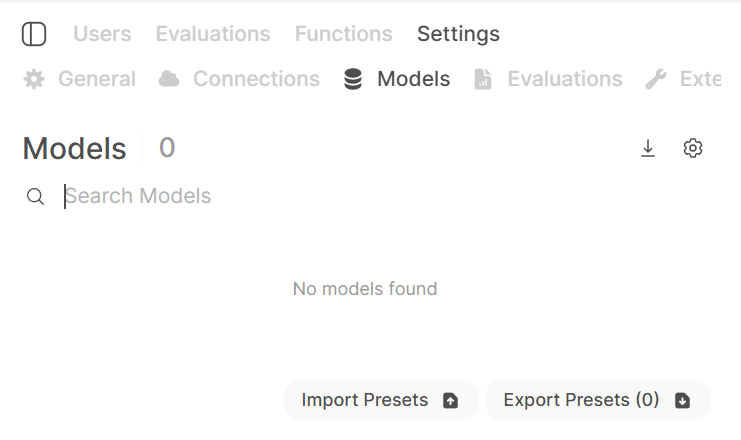 Users Evaluations Functions Settings
General Connections Models Evaluations Exte
Models 0
Search Models
No models found
Import Presets Export Presets (0)